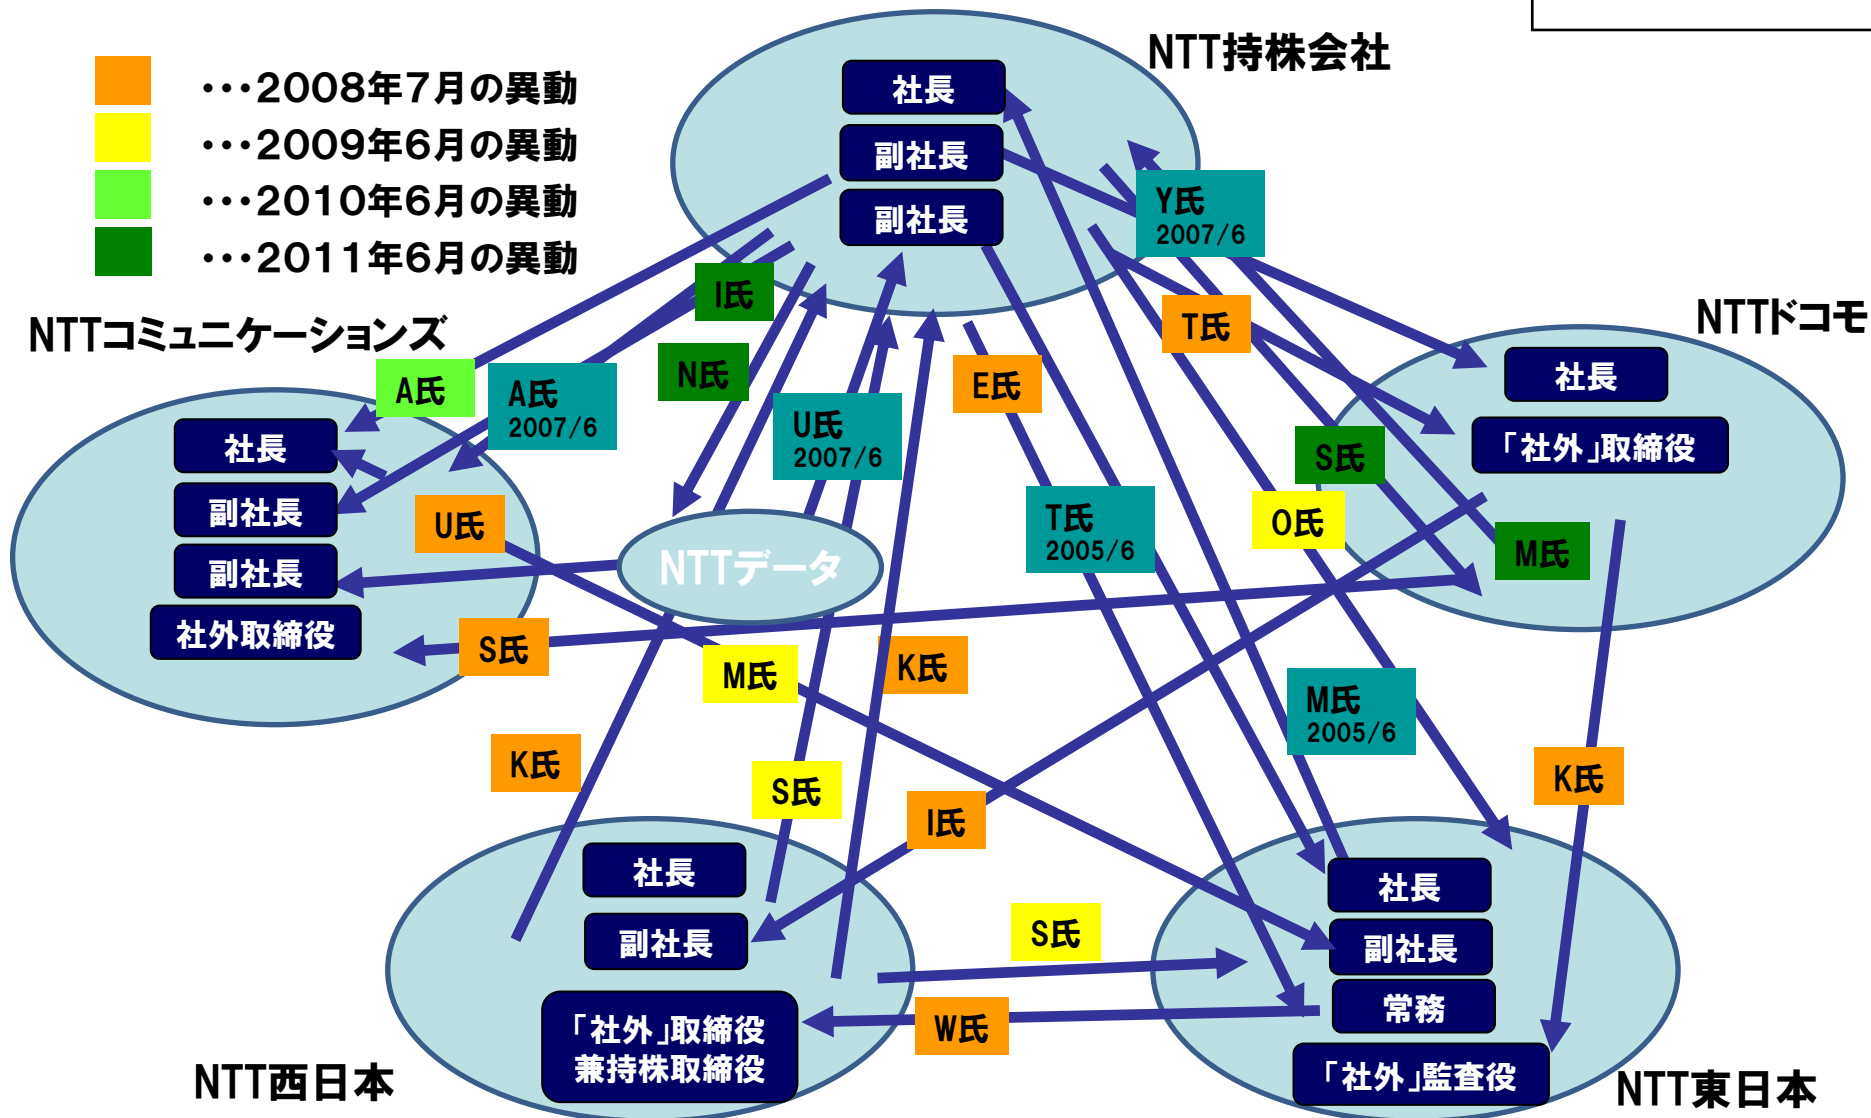 NTT持株会社
・・・2008年7月の異動
・・・2009年6月の異動
・・・2010年6月の異動
・・・2011年6月の異動
社長
副社長
副社長
Y氏
2007/6
I氏
T氏
NTTコミュニケーションズ
NTTドコモ
N氏
E氏
A氏
A氏
2007/6
U氏
2007/6
社長
「社外」取締役
社長
副社長
副社長
社外取締役
U氏
S氏
T氏
2005/6
O氏
M氏
NTTデータ
S氏
M氏
K氏
M氏
2005/6
K氏
S氏
I氏
K氏
社長
副社長
「社外」取締役
兼持株取締役
S氏
W氏
社長
副社長
常務
「社外」監査役
NTT西日本
NTT東日本